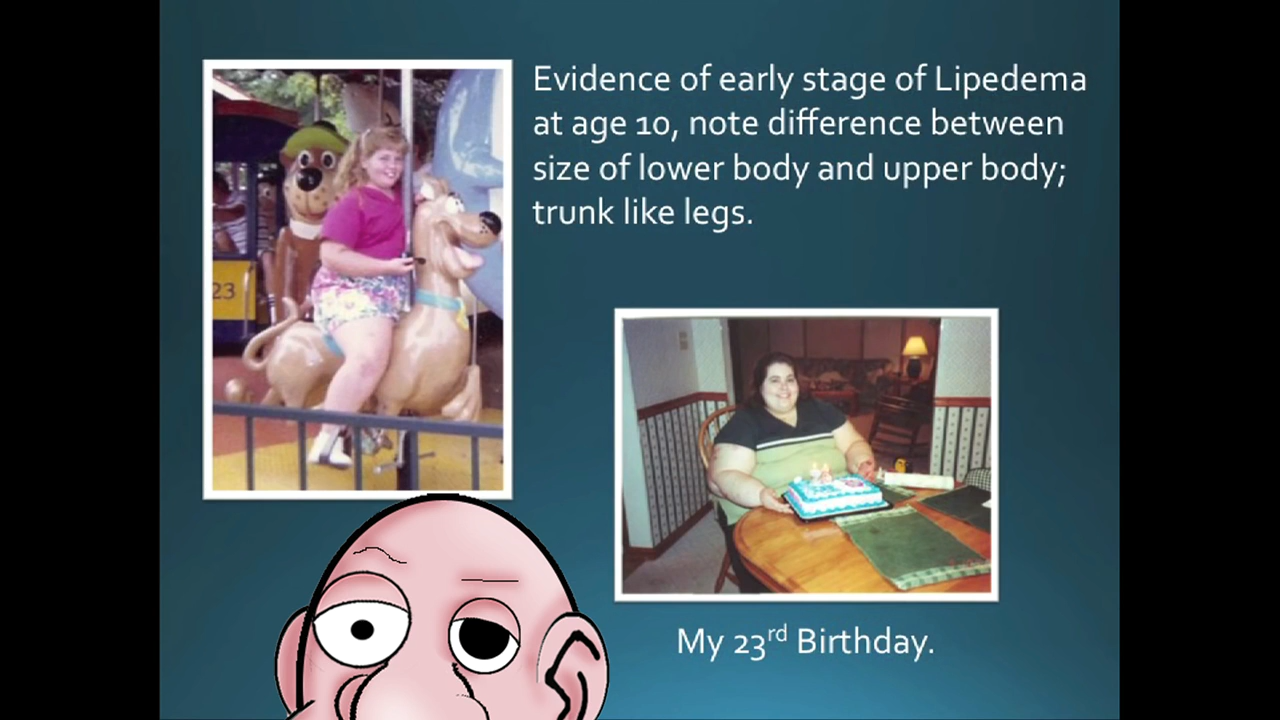 Evidence of early stage of Lipedema
at age 10, note difference between
size of lower body and upper body;
trunk like legs.
23
My 23rd Birthday.